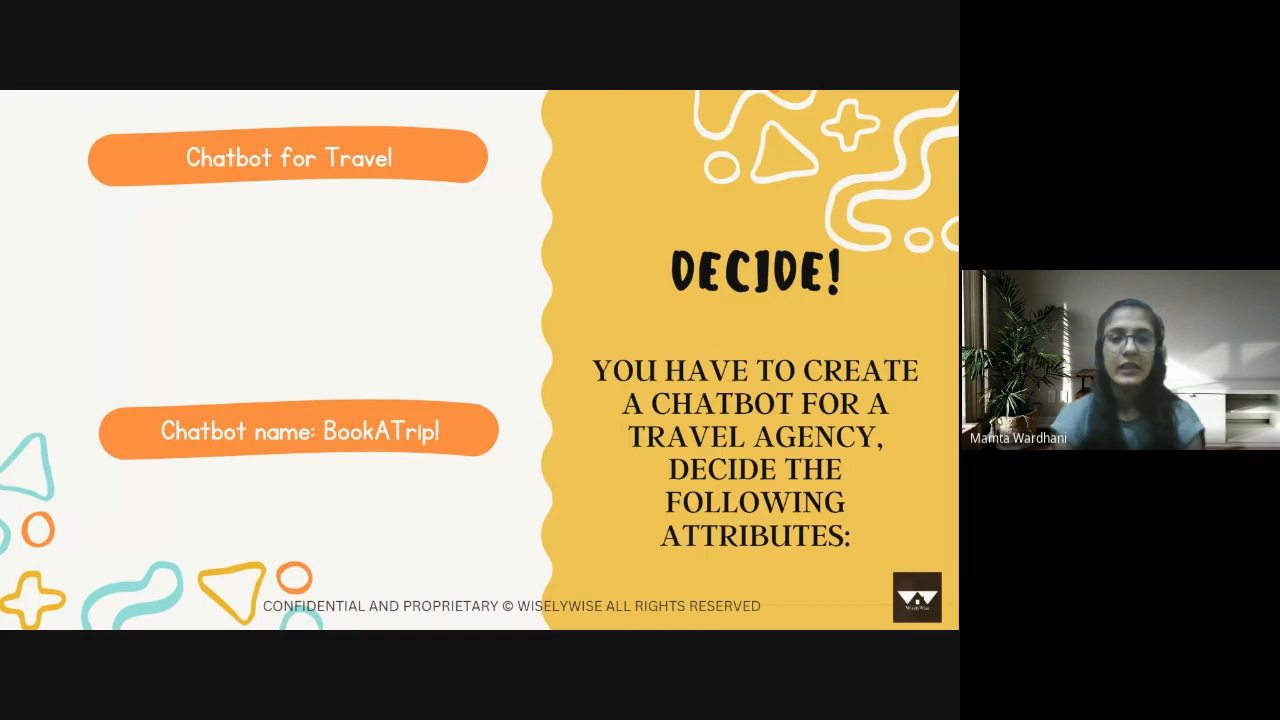 Chatbot for Travel
Chatbot name: BookATrip!
DECIDE!
YOU HAVE TO CREATE
A CHATBOT FOR A
TRAVEL AGENCY,
DECIDE THE
FOLLOWING
ATTRIBUTES:
CONFIDENTIAL AND PROPRIETARY © WISELYWISE ALL RIGHTS RESERVED
WiselyWise
Mamta Wardhani